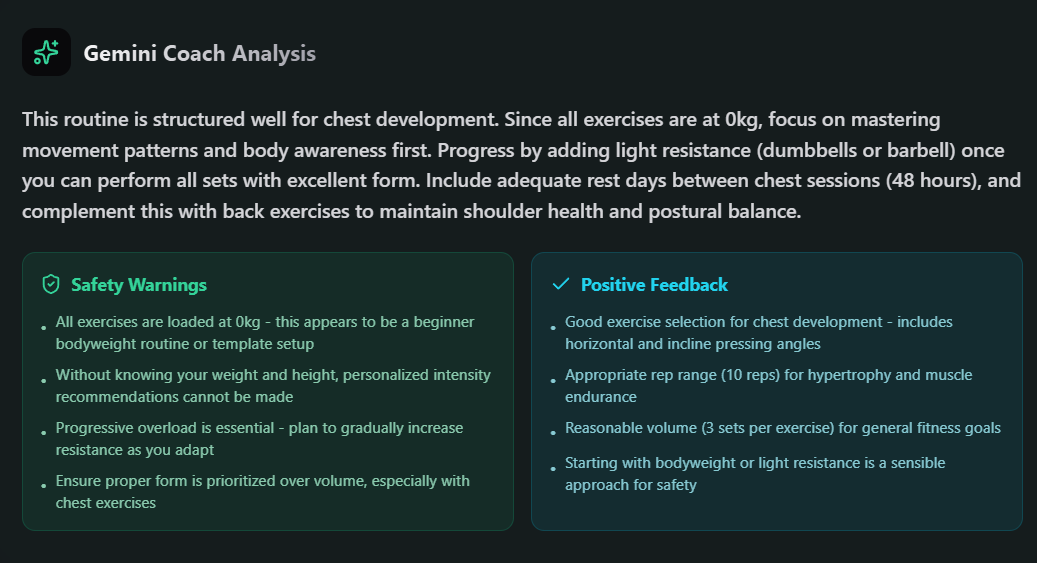 Gemini Coach Analysis
This routine is structured well for chest development. Since all exercises are at 0kg, focus on mastering
movement patterns and body awareness first. Progress by adding light resistance (dumbbells or barbell) once
you can perform all sets with excellent form. Include adequate rest days between chest sessions (48 hours), and
complement this with back exercises to maintain shoulder health and postural balance.
Safety Warnings
• All exercises are loaded at 0kg - this appears to be a beginner
bodyweight routine or template setup
• Without knowing your weight and height, personalized intensity
recommendations cannot be made
• Progressive overload is essential - plan to gradually increase
resistance as you adapt
• Ensure proper form is prioritized over volume, especially with
chest exercises
Positive Feedback
• Good exercise selection for chest development - includes
horizontal and incline pressing angles
• Appropriate rep range (10 reps) for hypertrophy and muscle
endurance
• Reasonable volume (3 sets per exercise) for general fitness goals
• Starting with bodyweight or light resistance is a sensible
approach for safety